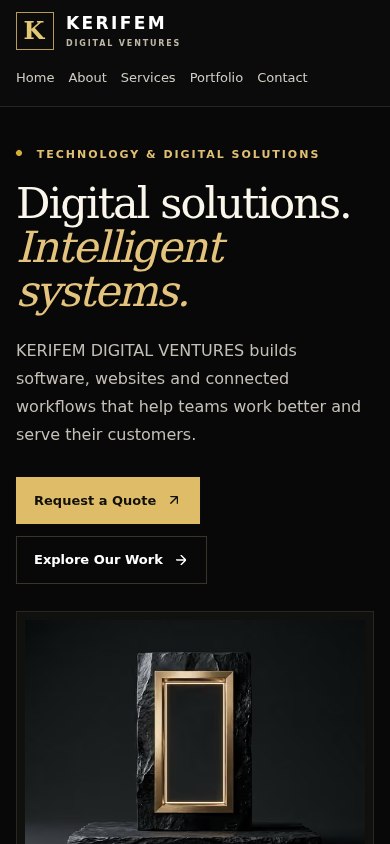 K
KERIFEM
DIGITAL VENTURES
Home About Services Portfolio Contact
TECHNOLOGY & DIGITAL SOLUTIONS
Digital solutions.
Intelligent
systems.
KERIFEM DIGITAL VENTURES builds
software, websites and connected
workflows that help teams work better and
serve their customers.
Request a Quote
Explore Our Work